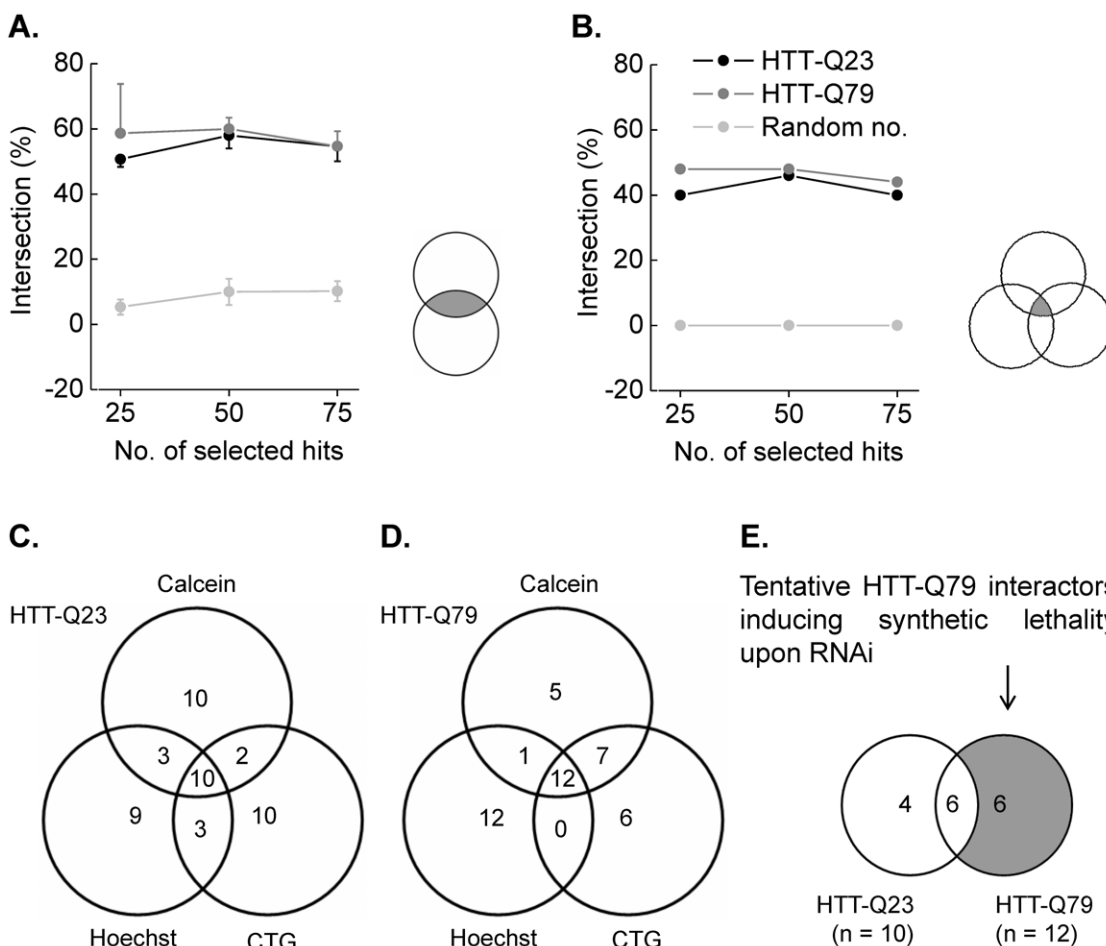 A.
80
60
40
20
0
-20
25 50 75
Intersection (%)
No. of selected hits
B.
HTT-Q23
HTT-Q79
Random no.
80
60
40
20
0
-20
25 50 75
Intersection (%)
No. of selected hits
C.
Calcein
HTT-Q23
10
3 2
10
9 10
3
Hoechst CTG
D.
Calcein
HTT-Q79
5
1 7
12
12 6
0
Hoechst CTG
E.
Tentative HTT-Q79 interactors
inducing synthetic lethality
upon RNAi
4 6 6
HTT-Q23 HTT-Q79
(n = 10) (n = 12)